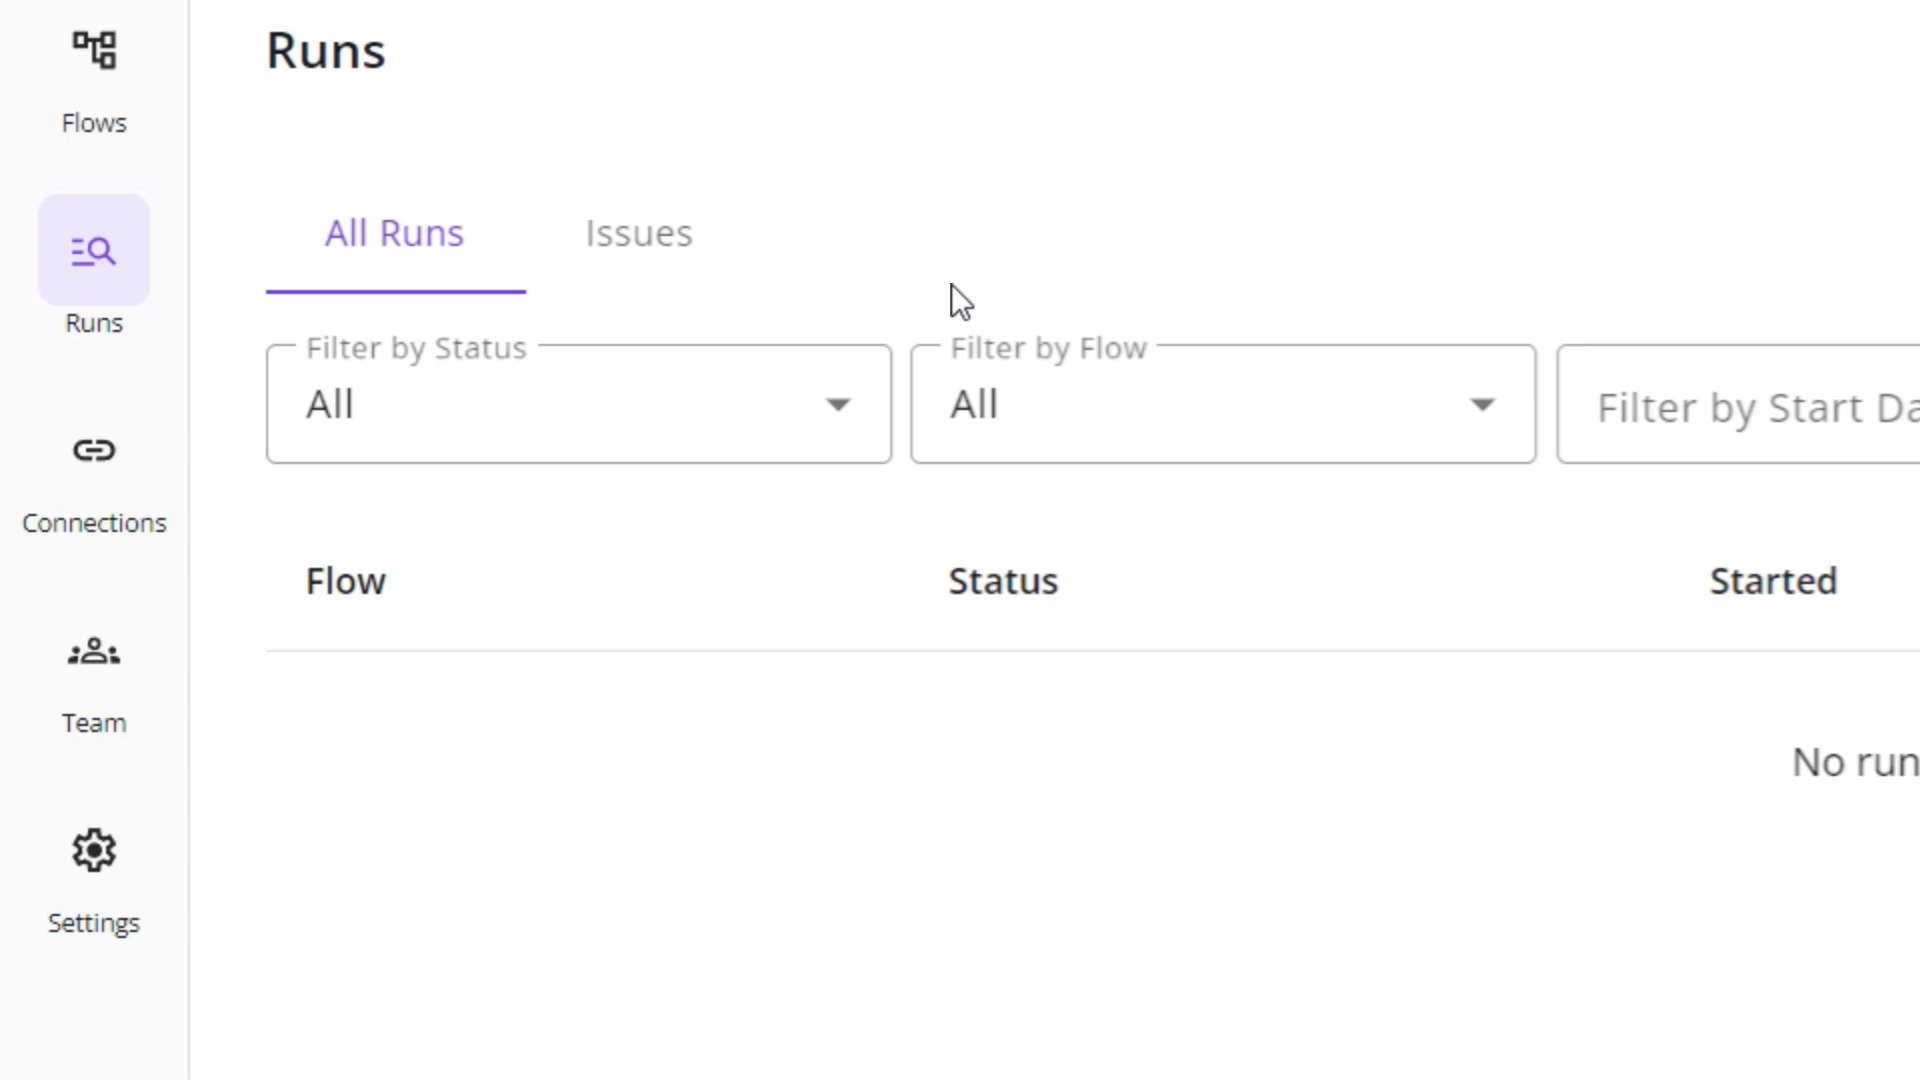 Runs
Flows
All Runs
Issues
Runs
Filter by Status
Filter by Flow
All
All
Filter by Start Da
Connections
Flow
Status
Started
Team
No run
Settings